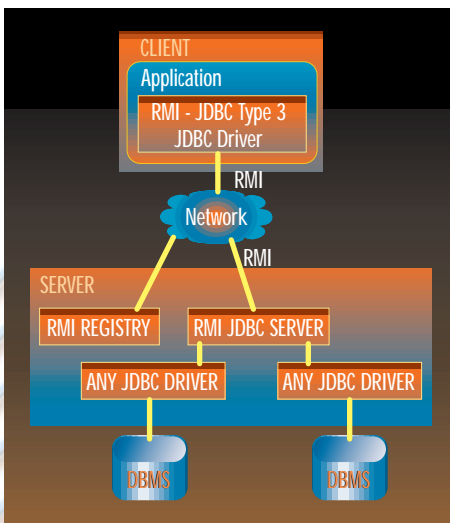 CLIENT
Application
RMI - JDBC Type 3
JDBC Driver
RMI
Network
RMI
SERVER
RMI REGISTRY
RMI JDBC SERVER
ANY JDBC DRIVER
ANY JDBC DRIVER
DBMS
DBMS